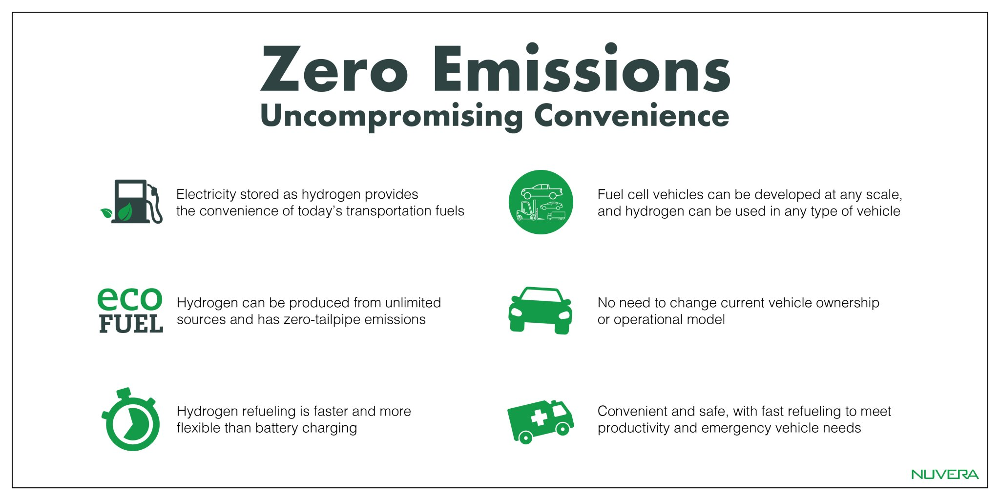 Zero Emissions
Uncompromising Convenience
Electricity stored as hydrogen provides
the convenience of today's transportation fuels
Fuel cell vehicles can be developed at any scale,
and hydrogen can be used in any type of vehicle
eco
FUEL
Hydrogen can be produced from unlimited
sources and has zero-tailpipe emissions
No need to change current vehicle ownership
or operational model
Hydrogen refueling is faster and more
flexible than battery charging
Convenient and safe, with fast refueling to meet
productivity and emergency vehicle needs
NUVERA